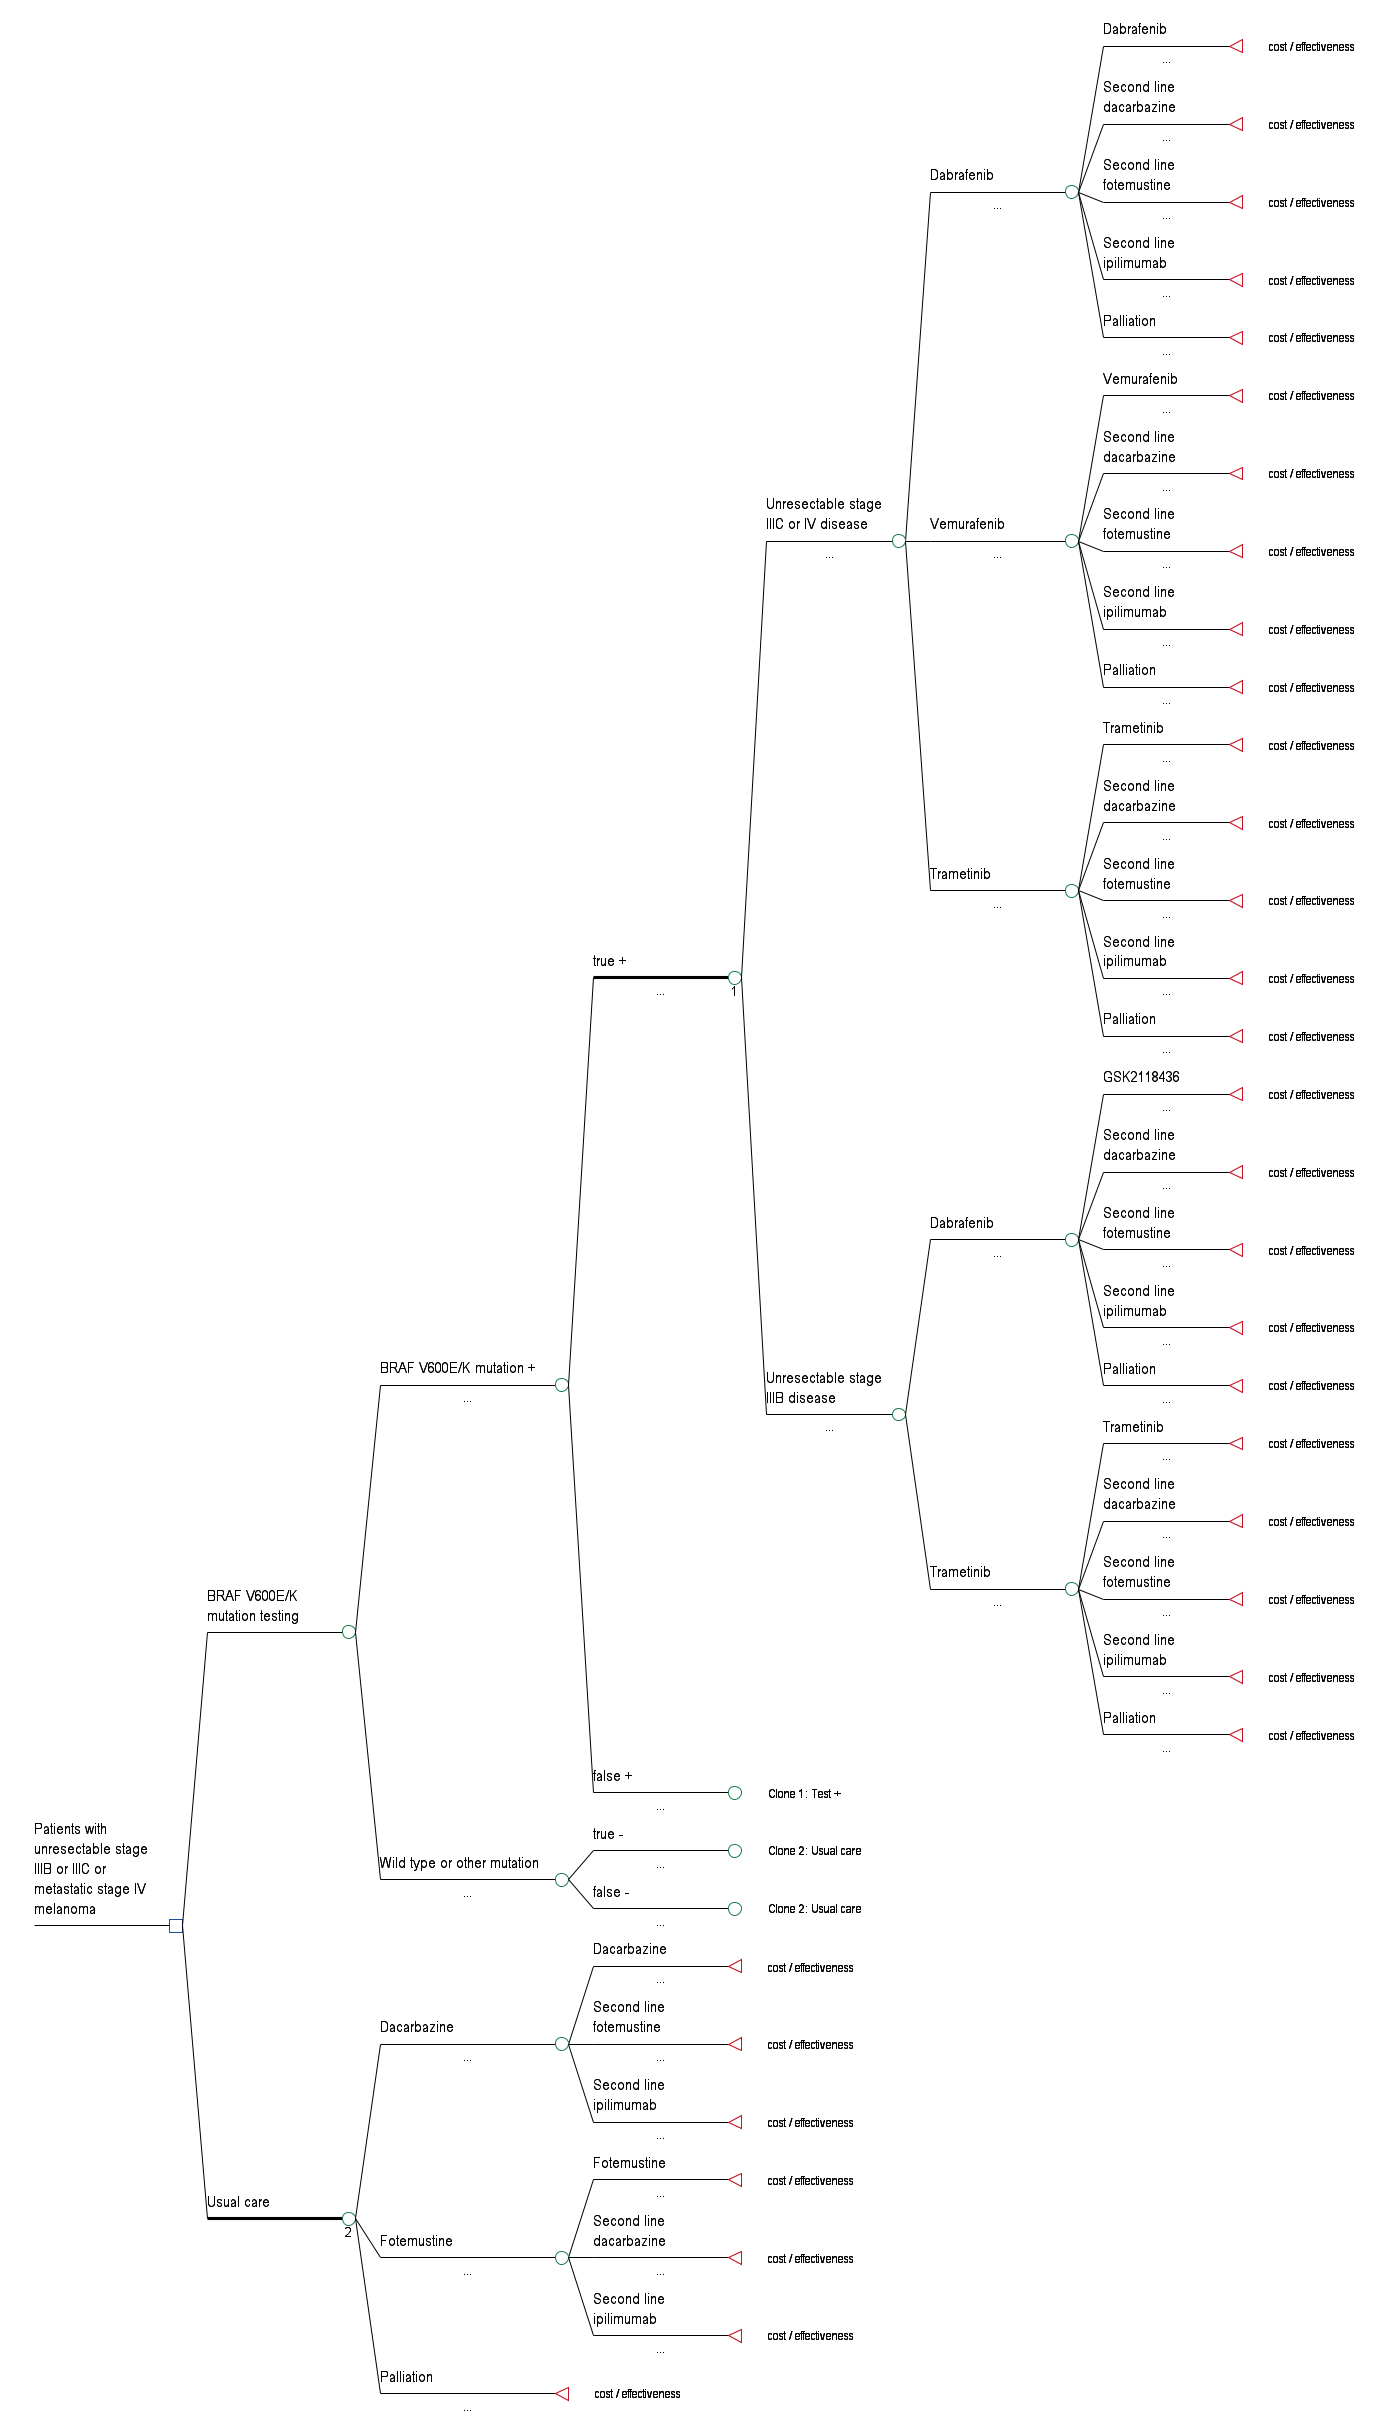 Dabrafenib
cost / effectiveness
...
Second line
dacarbazine
cost / effectiveness
...
Second line
fotemustine
cost / effectiveness
...
Second line
ipilimumab
cost / effectiveness
...
Palliation
cost / effectiveness
...
Dabrafenib
...
Vemurafenib
cost / effectiveness
...
Second line
dacarbazine
cost / effectiveness
...
Second line
fotemustine
cost / effectiveness
...
Second line
ipilimumab
cost / effectiveness
...
Palliation
cost / effectiveness
...
Unresectable stage
IIIC or IV disease
...
Vemurafenib
...
Trametinib
cost / effectiveness
...
Second line
dacarbazine
cost / effectiveness
...
Second line
fotemustine
cost / effectiveness
...
Second line
ipilimumab
cost / effectiveness
...
Palliation
cost / effectiveness
...
Trametinib
...
true +
...
1
GSK2118436
cost / effectiveness
...
Second line
dacarbazine
cost / effectiveness
...
Second line
fotemustine
cost / effectiveness
...
Second line
ipilimumab
cost / effectiveness
...
Palliation
cost / effectiveness
...
Dabrafenib
...
Unresectable stage
IIIB disease
...
BRAF V600E/K mutation +
...
Trametinib
cost / effectiveness
...
Second line
dacarbazine
cost / effectiveness
...
Second line
fotemustine
cost / effectiveness
...
Second line
ipilimumab
cost / effectiveness
...
Palliation
cost / effectiveness
...
Trametinib
...
BRAF V600E/K
mutation testing
false +
...
Clone 1: Test +
true -
...
Clone 2: Usual care
Wild type or other mutation
...
false -
...
Clone 2: Usual care
Patients with
unresectable stage
IIIB or IIIC or
metastatic stage IV
melanoma
Dacarbazine
cost / effectiveness
...
Second line
fotemustine
cost / effectiveness
...
Second line
ipilimumab
cost / effectiveness
...
Dacarbazine
...
Fotemustine
cost / effectiveness
...
Second line
dacarbazine
cost / effectiveness
...
Second line
ipilimumab
cost / effectiveness
...
Usual care
2
Fotemustine
...
Palliation
cost / effectiveness
...